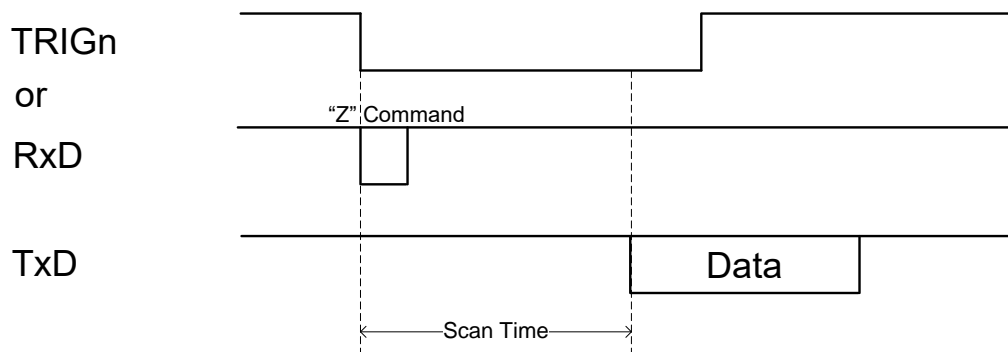 TRIGn
or
“Z” Command
RxD
TxD
Data
Scan Time